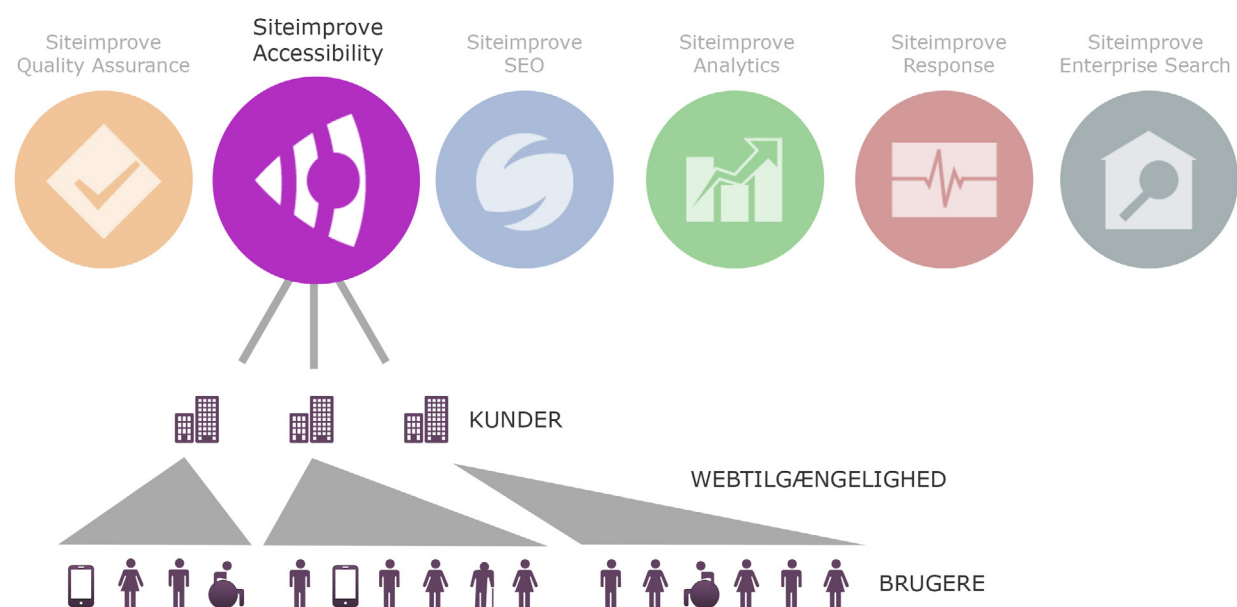 Siteimprove
Quality Assurance
Siteimprove
Accessibility
Siteimprove
SEO
Siteimprove
Analytics
Siteimprove
Response
Siteimprove
Enterprise Search
KUNDER
WEBTILGÆNGELIGHED
BRUGERE